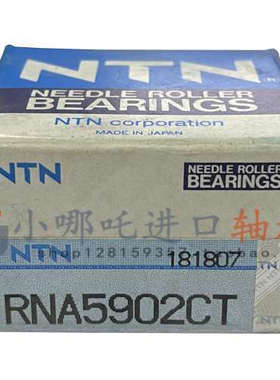 NTN
NEEDLE ROLLER
BEARINGS
NTN corporation
MADE IN JAPAN
NTN
NEEDLE ROLLER
BEARINGS
小哪吒进口轴
NTN
181807
RNA5902CT